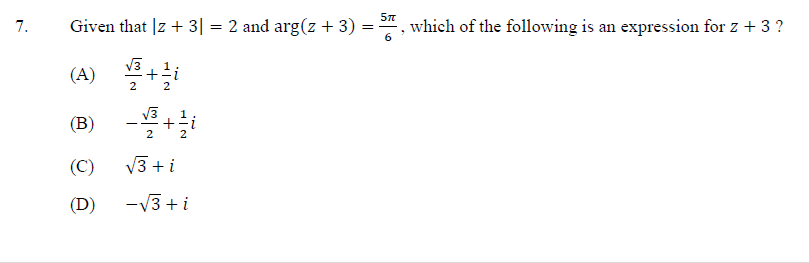 7. Given that |z + 3| = 2 and arg(z + 3) = 5π/6, which of the following is an expression for z + 3 ?
(A) √3/2 + 1/2 i
(B) −√3/2 + 1/2 i
(C) √3 + i
(D) −√3 + i